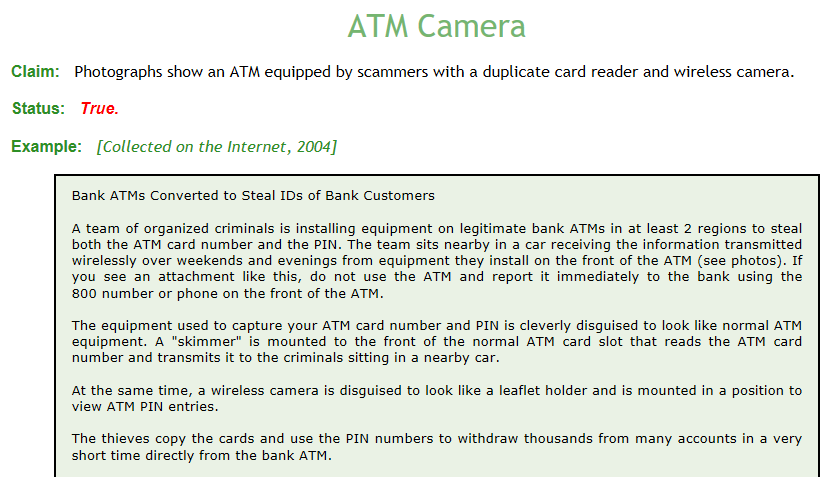 ATM Camera
Claim: Photographs show an ATM equipped by scammers with a duplicate card reader and wireless camera.
Status: True.
Example: [Collected on the Internet, 2004]
Bank ATMs Converted to Steal IDs of Bank Customers
A team of organized criminals is installing equipment on legitimate bank ATMs in at least 2 regions to steal
both the ATM card number and the PIN. The team sits nearby in a car receiving the information transmitted
wirelessly over weekends and evenings from equipment they install on the front of the ATM (see photos). If
you see an attachment like this, do not use the ATM and report it immediately to the bank using the
800 number or phone on the front of the ATM.
The equipment used to capture your ATM card number and PIN is cleverly disguised to look like normal ATM
equipment. A "skimmer" is mounted to the front of the normal ATM card slot that reads the ATM card
number and transmits it to the criminals sitting in a nearby car.
At the same time, a wireless camera is disguised to look like a leaflet holder and is mounted in a position to
view ATM PIN entries.
The thieves copy the cards and use the PIN numbers to withdraw thousands from many accounts in a very
short time directly from the bank ATM.